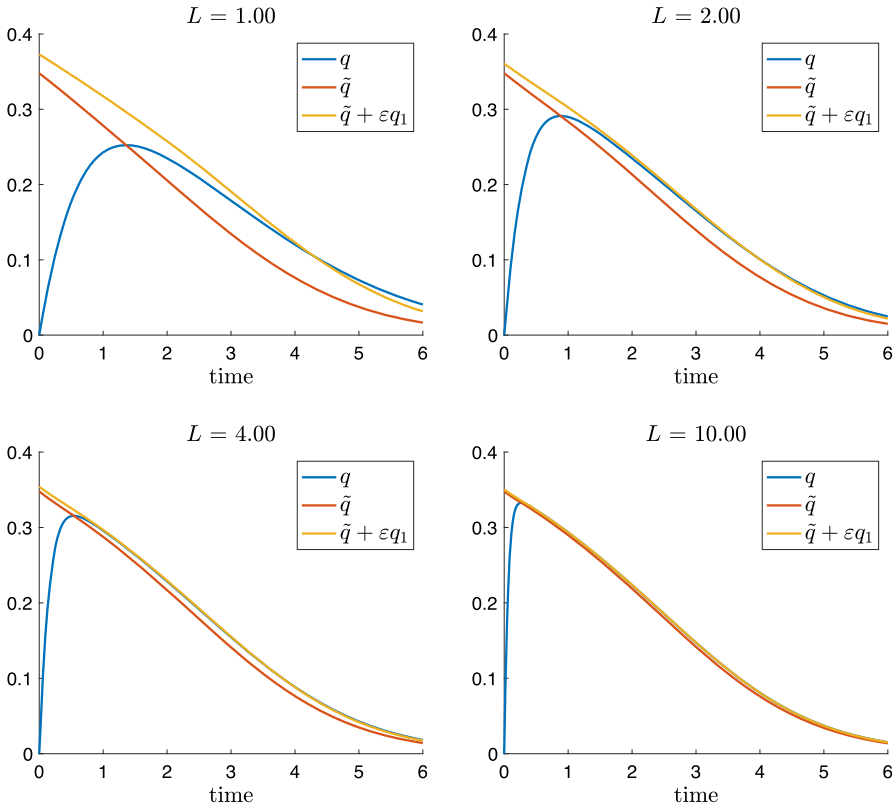 L = 1.00
0.4
0.3
0.2
0.1
0
0 1 2 3 4 5 6
time
q
q̃
q̃ + εq₁
L = 2.00
0.4
0.3
0.2
0.1
0
0 1 2 3 4 5 6
time
q
q̃
q̃ + εq₁
L = 4.00
0.4
0.3
0.2
0.1
0
0 1 2 3 4 5 6
time
q
q̃
q̃ + εq₁
L = 10.00
0.4
0.3
0.2
0.1
0
0 1 2 3 4 5 6
time
q
q̃
q̃ + εq₁